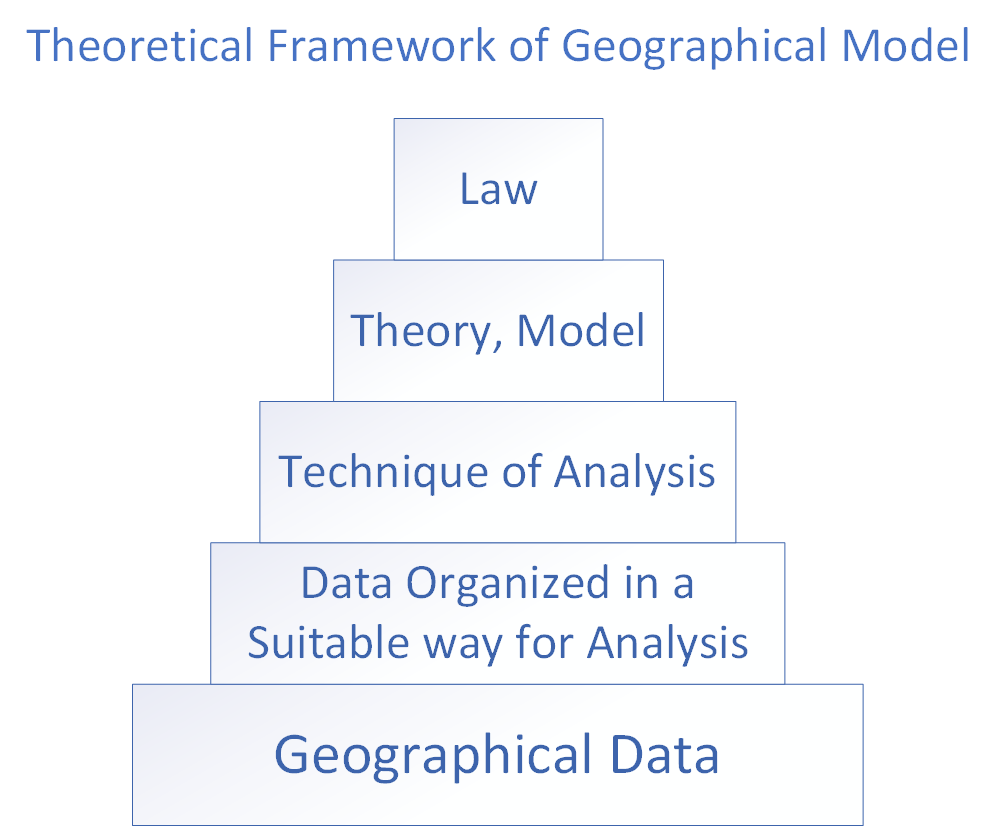 Theoretical Framework of Geographical Model
Law
Theory, Model
Technique of Analysis
Data Organized in a
Suitable way for Analysis
Geographical Data